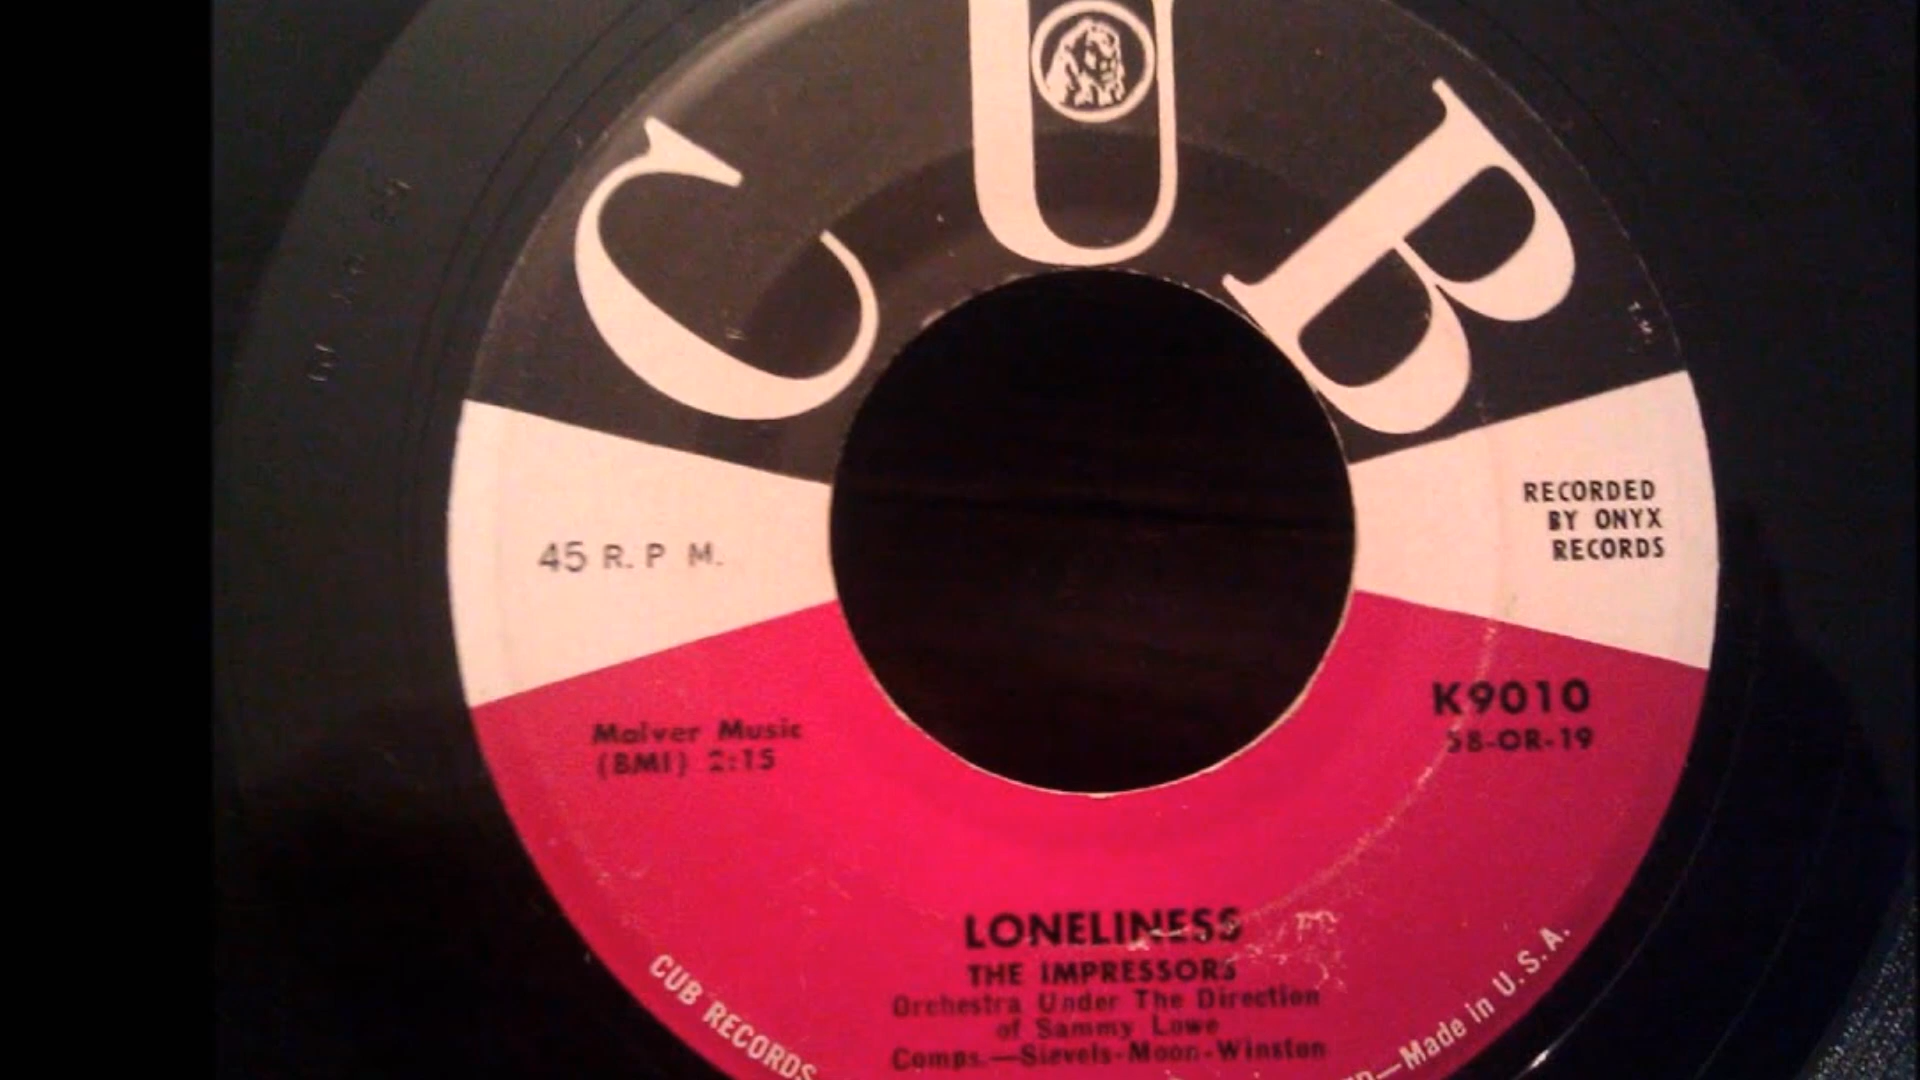 CUB
45 R. P M.
RECORDED
BY ONYX
RECORDS
Malver Music
(BMI) 2:15
K9010
58-OR-19
LONELINESS
THE IMPRESSORS
Orchestra Under The Direction
of Sammy Lowe
Comps.—Sievels-Moon-Winston
CUB RECORDS
—Made in U.S.A.